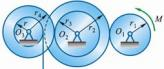 r r₄ r₃ r₁ M
O₃ O₂ r₂ O₁